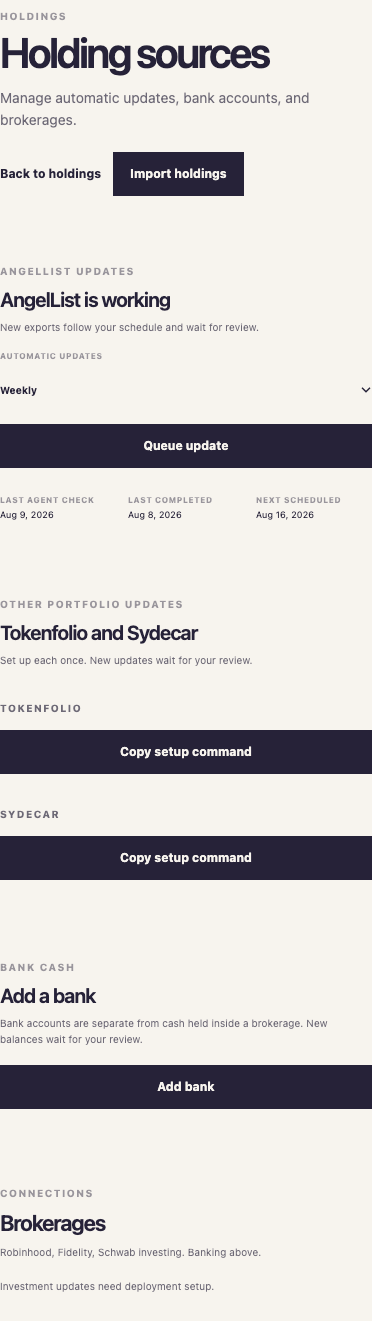 HOLDINGS
Holding sources
Manage automatic updates, bank accounts, and
brokerages.
Back to holdings
Import holdings
ANGELLIST UPDATES
AngelList is working
New exports follow your schedule and wait for review.
AUTOMATIC UPDATES
Weekly
Queue update
LAST AGENT CHECK
LAST COMPLETED
NEXT SCHEDULED
Aug 9, 2026
Aug 8, 2026
Aug 16, 2026
OTHER PORTFOLIO UPDATES
Tokenfolio and Sydecar
Set up each once. New updates wait for your review.
TOKENFOLIO
Copy setup command
SYDECAR
Copy setup command
BANK CASH
Add a bank
Bank accounts are separate from cash held inside a brokerage. New
balances wait for your review.
Add bank
CONNECTIONS
Brokerages
Robinhood, Fidelity, Schwab investing. Banking above.
Investment updates need deployment setup.